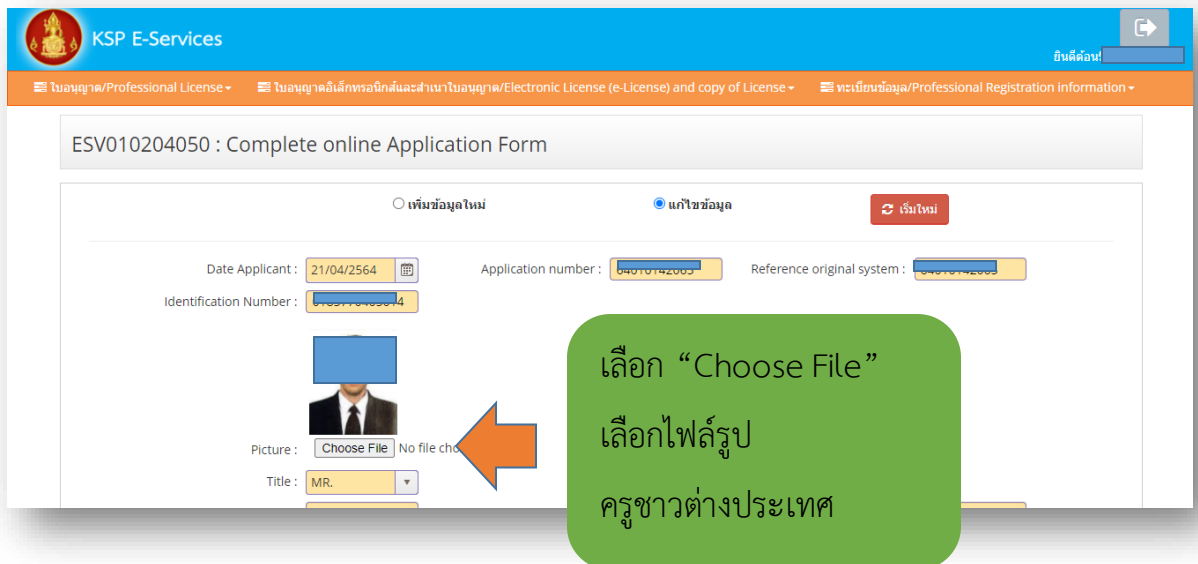 KSP E-Services
ยินดีต้อนรั
ใบอนุญาต/Professional License
ใบอนุญาตอิเล็กทรอนิกส์และสำเนาใบอนุญาต/Electronic License (e-License) and copy of License
ทะเบียนข้อมูล/Professional Registration information
ESV010204050 : Complete online Application Form
เพิ่มข้อมูลใหม่ แก้ไขข้อมูล เริ่มใหม่
Date Applicant : 21/04/2564 Application number : Reference original system :
Identification Number :
Picture : Choose File No file cho
Title : MR.
เลือก “Choose File”
เลือกไฟล์รูป
ครูชาวต่างประเทศ